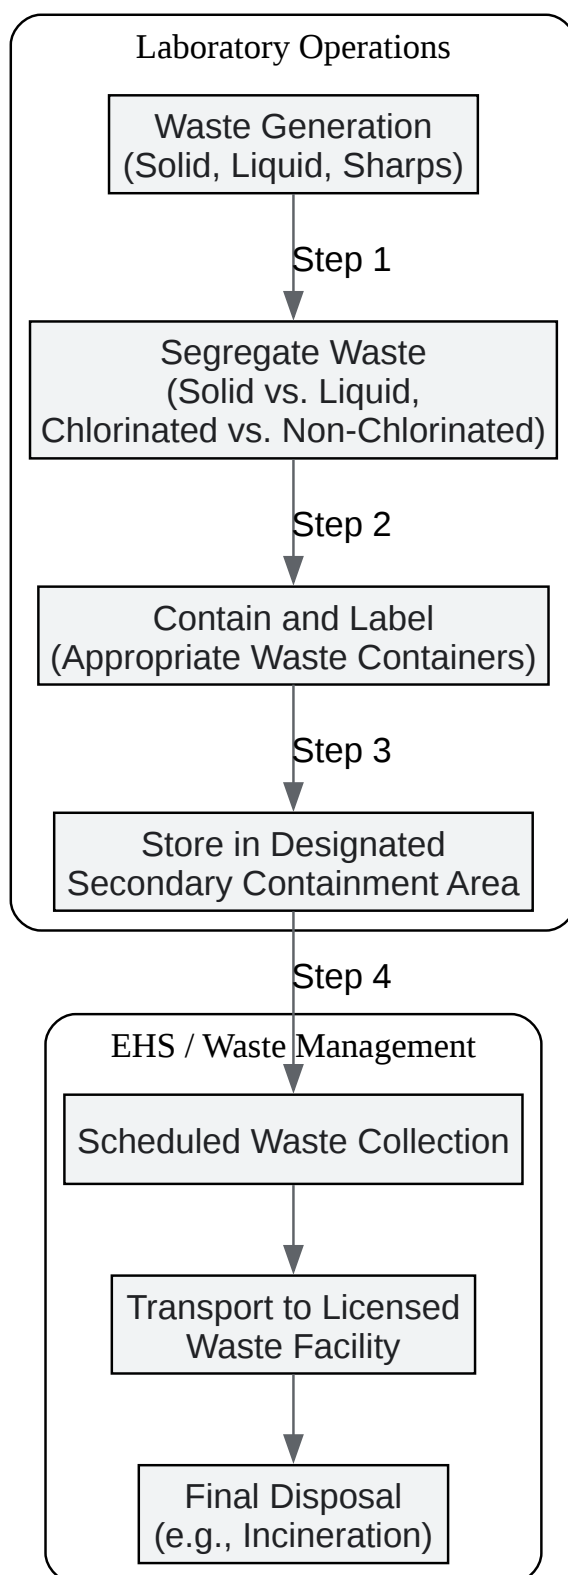 Laboratory Operations
Waste Generation
(Solid, Liquid, Sharps)
Step 1
Segregate Waste
(Solid vs. Liquid,
Chlorinated vs. Non-Chlorinated)
Step 2
Contain and Label
(Appropriate Waste Containers)
Step 3
Store in Designated
Secondary Containment Area
Step 4
EHS / Waste Management
Scheduled Waste Collection
Transport to Licensed
Waste Facility
Final Disposal
(e.g., Incineration)